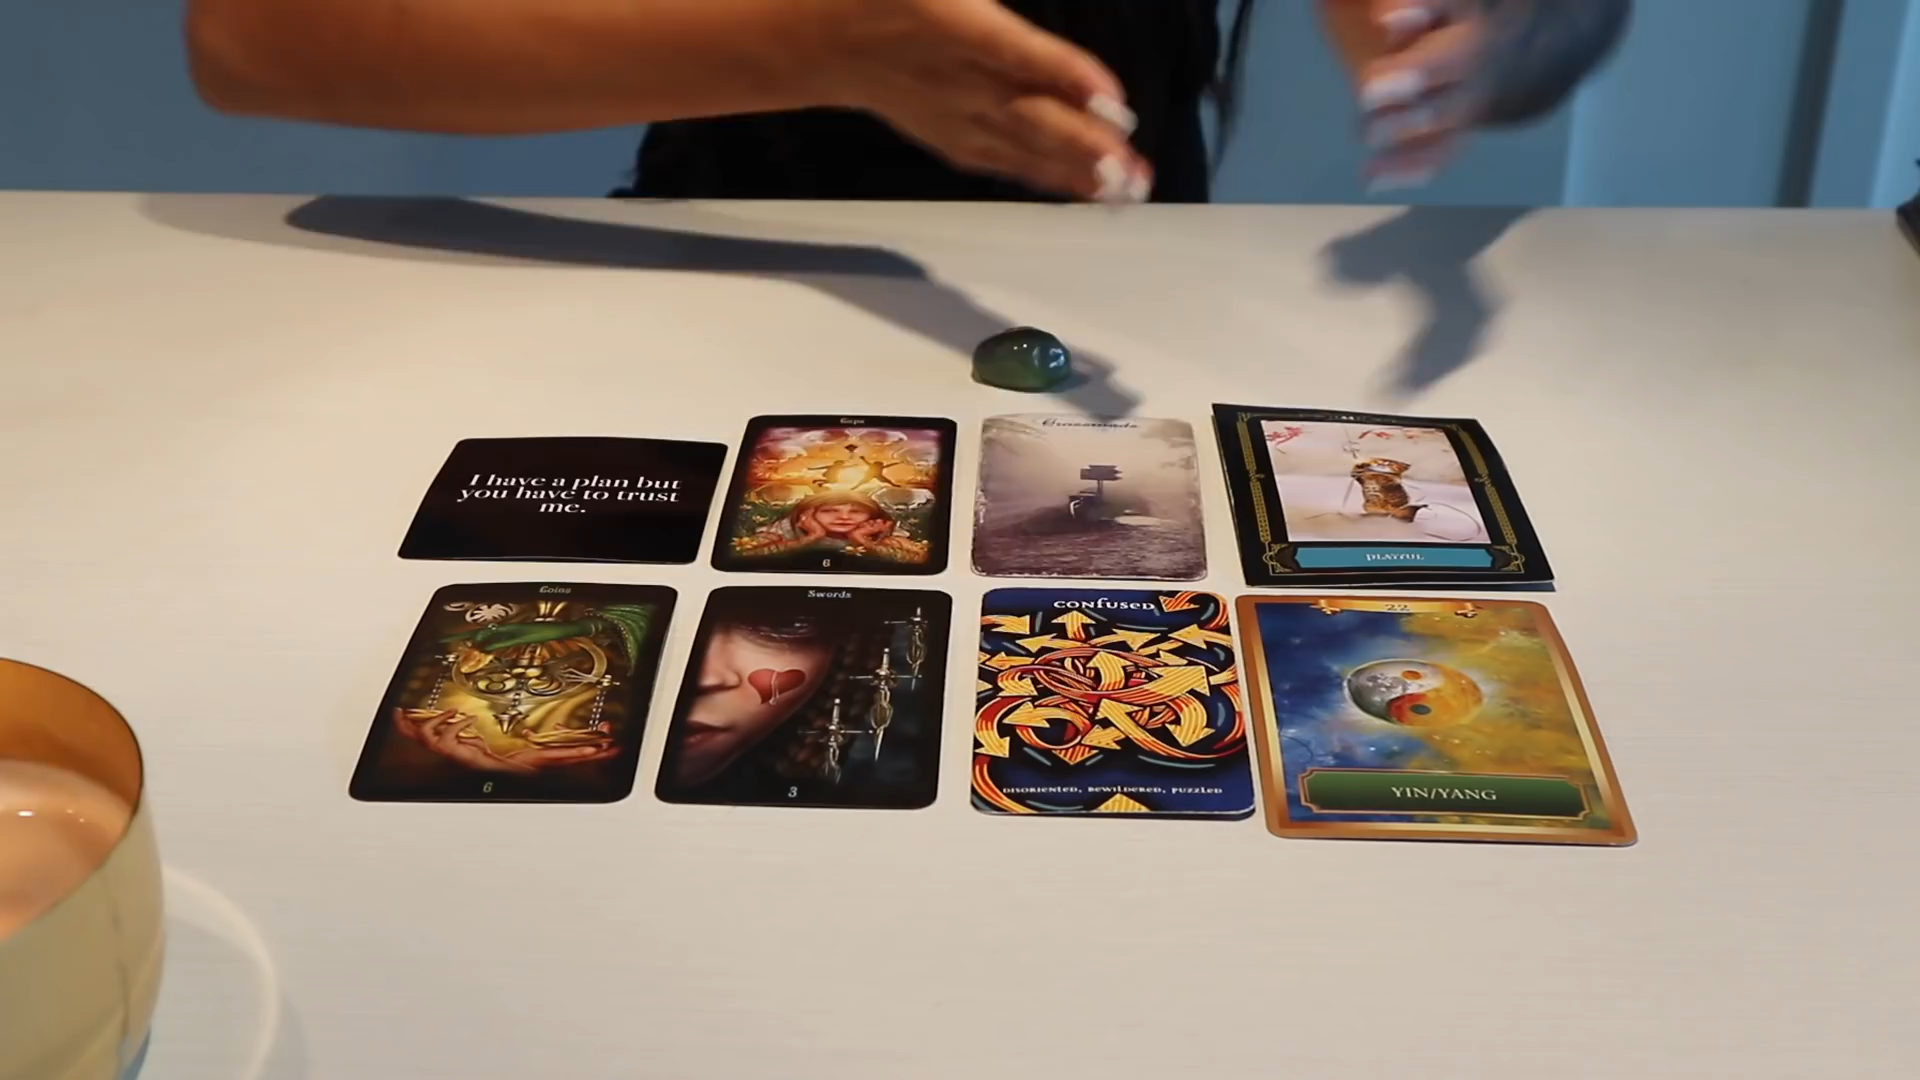 I have a plan but
you have to trust
me.
Cups
6
Crossroads
44
PLAYFUL
Coins
6
Swords
3
confused
DISORIENTED, BEWILDERED, PUZZLED
22
YIN/YANG